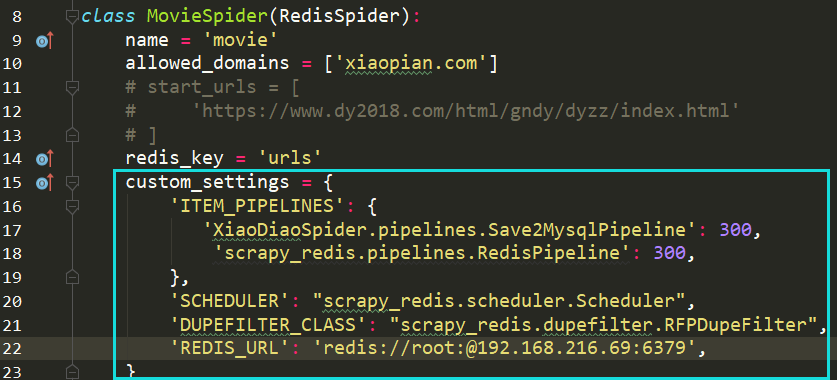 8 class MovieSpider(RedisSpider):
9 name = 'movie'
10 allowed_domains = ['xiaopian.com']
11 # start_urls = [
12 #     'https://www.dy2018.com/html/gndy/dyzz/index.html'
13 # ]
14 redis_key = 'urls'
15 custom_settings = {
16 'ITEM_PIPELINES': {
17 'XiaoDiaoSpider.pipelines.Save2MysqlPipeline': 300,
18 'scrapy_redis.pipelines.RedisPipeline': 300,
19 },
20 'SCHEDULER': "scrapy_redis.scheduler.Scheduler",
21 'DUPEFILTER_CLASS': "scrapy_redis.dupefilter.RFPDupeFilter",
22 'REDIS_URL': 'redis://root:@192.168.216.69:6379',
23 }